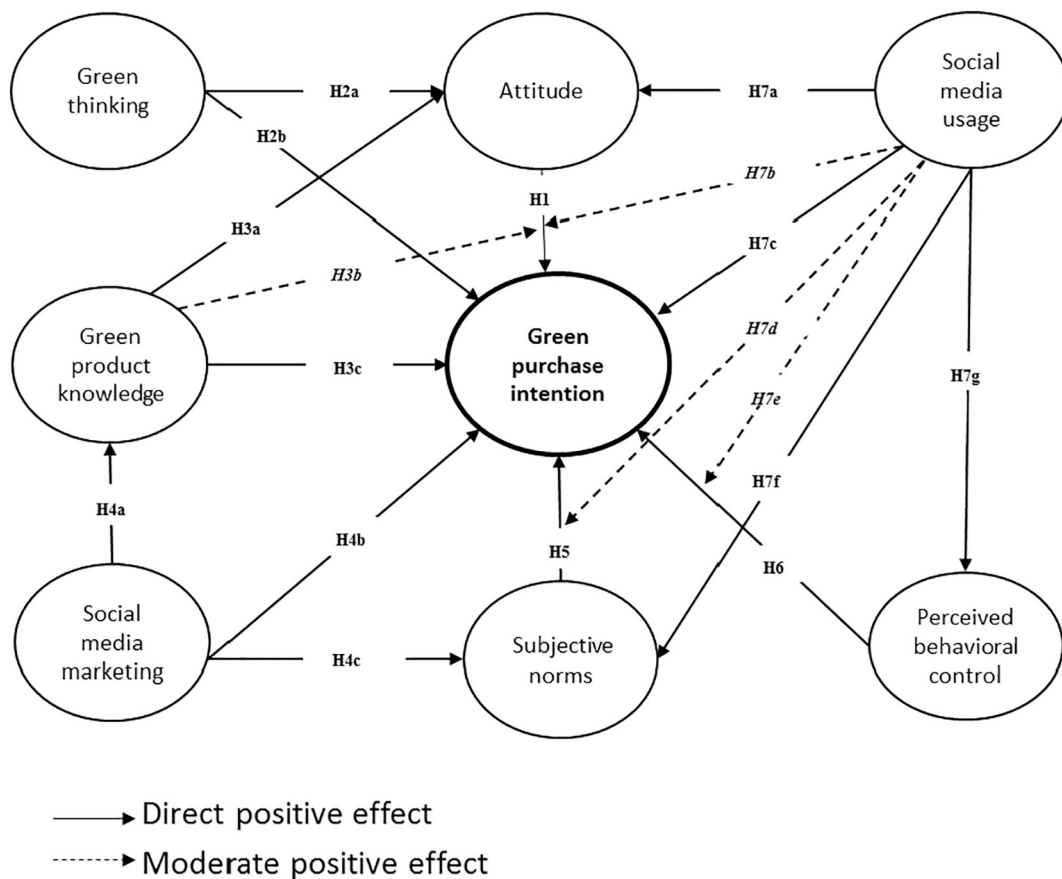 Green
thinking
H2a
Attitude
H7a
Social
media
usage
H2b
H7b
H1
H3a
H7c
H3b
Green
product
knowledge
Green
purchase
intention
H7d
H3c
H7g
H7e
H7f
H4a
H4b
H5
H6
Social
media
marketing
H4c
Subjective
norms
Perceived
behavioral
control
Direct positive effect
Moderate positive effect